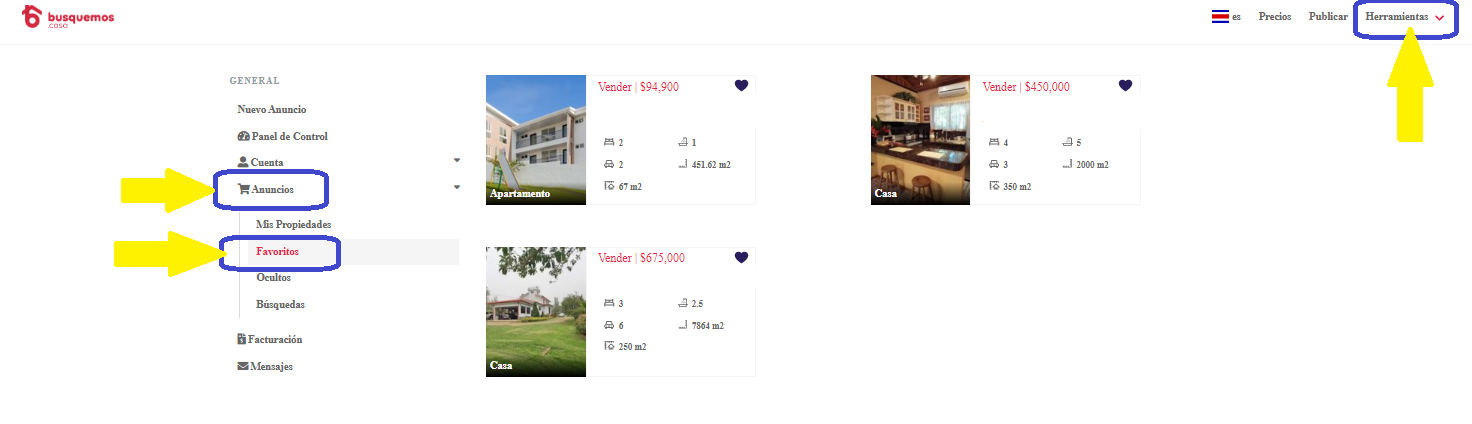 busquemos
.casa
es Precios Publicar Herramientas
GENERAL
Nuevo Anuncio
Panel de Control
Cuenta
Anuncios
Mis Propiedades
Favoritos
Ocultos
Búsquedas
Facturación
Mensajes
Vender | $94,900
2 1
2 451.62 m2
67 m2
Apartamento
Vender | $450,000
4 5
3 2000 m2
350 m2
Casa
Vender | $675,000
3 2.5
6 7864 m2
250 m2
Casa